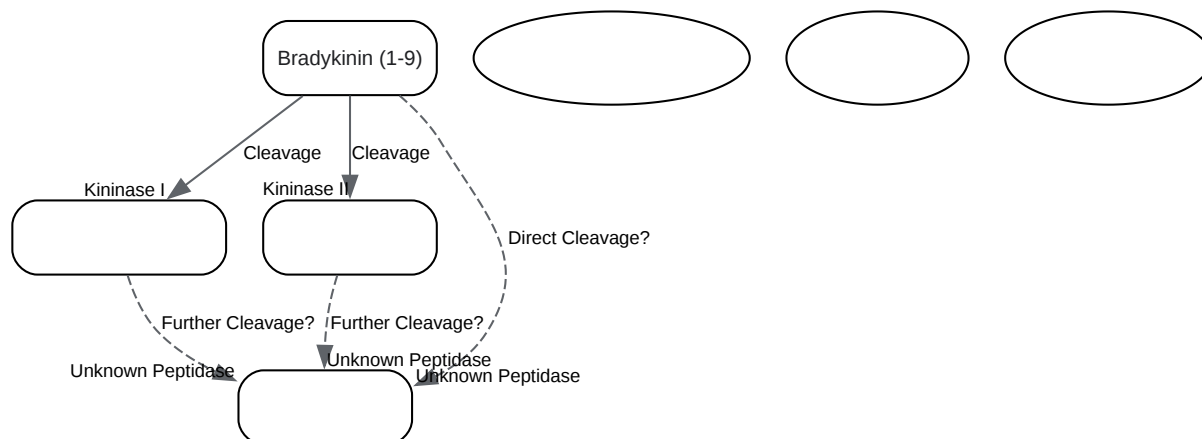 Bradykinin (1-9)
Cleavage
Cleavage
Kininase I
Kininase II
Direct Cleavage?
Further Cleavage?
Further Cleavage?
Unknown Peptidase
Unknown Peptidase
Unknown Peptidase